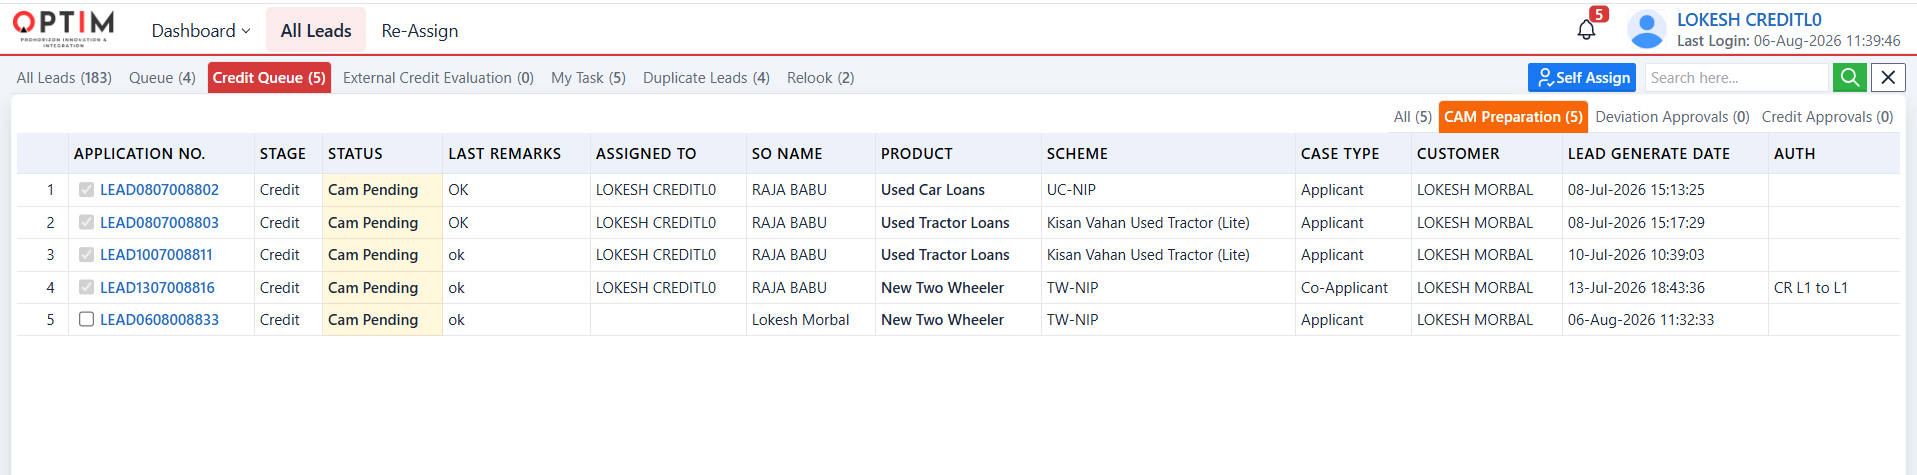 OPTIM
PROHORIZON INNOVATION & INTEGRATION
Dashboard All Leads Re-Assign
5
LOKESH CREDITL0
Last Login: 06-Aug-2026 11:39:46
All Leads (183) Queue (4) Credit Queue (5) External Credit Evaluation (0) My Task (5) Duplicate Leads (4) Relook (2) Self Assign Search here...
All (5) CAM Preparation (5) Deviation Approvals (0) Credit Approvals (0)
APPLICATION NO. STAGE STATUS LAST REMARKS ASSIGNED TO SO NAME PRODUCT SCHEME CASE TYPE CUSTOMER LEAD GENERATE DATE AUTH
1 LEAD0807008802 Credit Cam Pending OK LOKESH CREDITL0 RAJA BABU Used Car Loans UC-NIP Applicant LOKESH MORBAL 08-Jul-2026 15:13:25
2 LEAD0807008803 Credit Cam Pending OK LOKESH CREDITL0 RAJA BABU Used Tractor Loans Kisan Vahan Used Tractor (Lite) Applicant LOKESH MORBAL 08-Jul-2026 15:17:29
3 LEAD1007008811 Credit Cam Pending ok LOKESH CREDITL0 RAJA BABU Used Tractor Loans Kisan Vahan Used Tractor (Lite) Applicant LOKESH MORBAL 10-Jul-2026 10:39:03
4 LEAD1307008816 Credit Cam Pending ok LOKESH CREDITL0 RAJA BABU New Two Wheeler TW-NIP Co-Applicant LOKESH MORBAL 13-Jul-2026 18:43:36 CR L1 to L1
5 LEAD0608008833 Credit Cam Pending ok Lokesh Morbal New Two Wheeler TW-NIP Applicant LOKESH MORBAL 06-Aug-2026 11:32:33